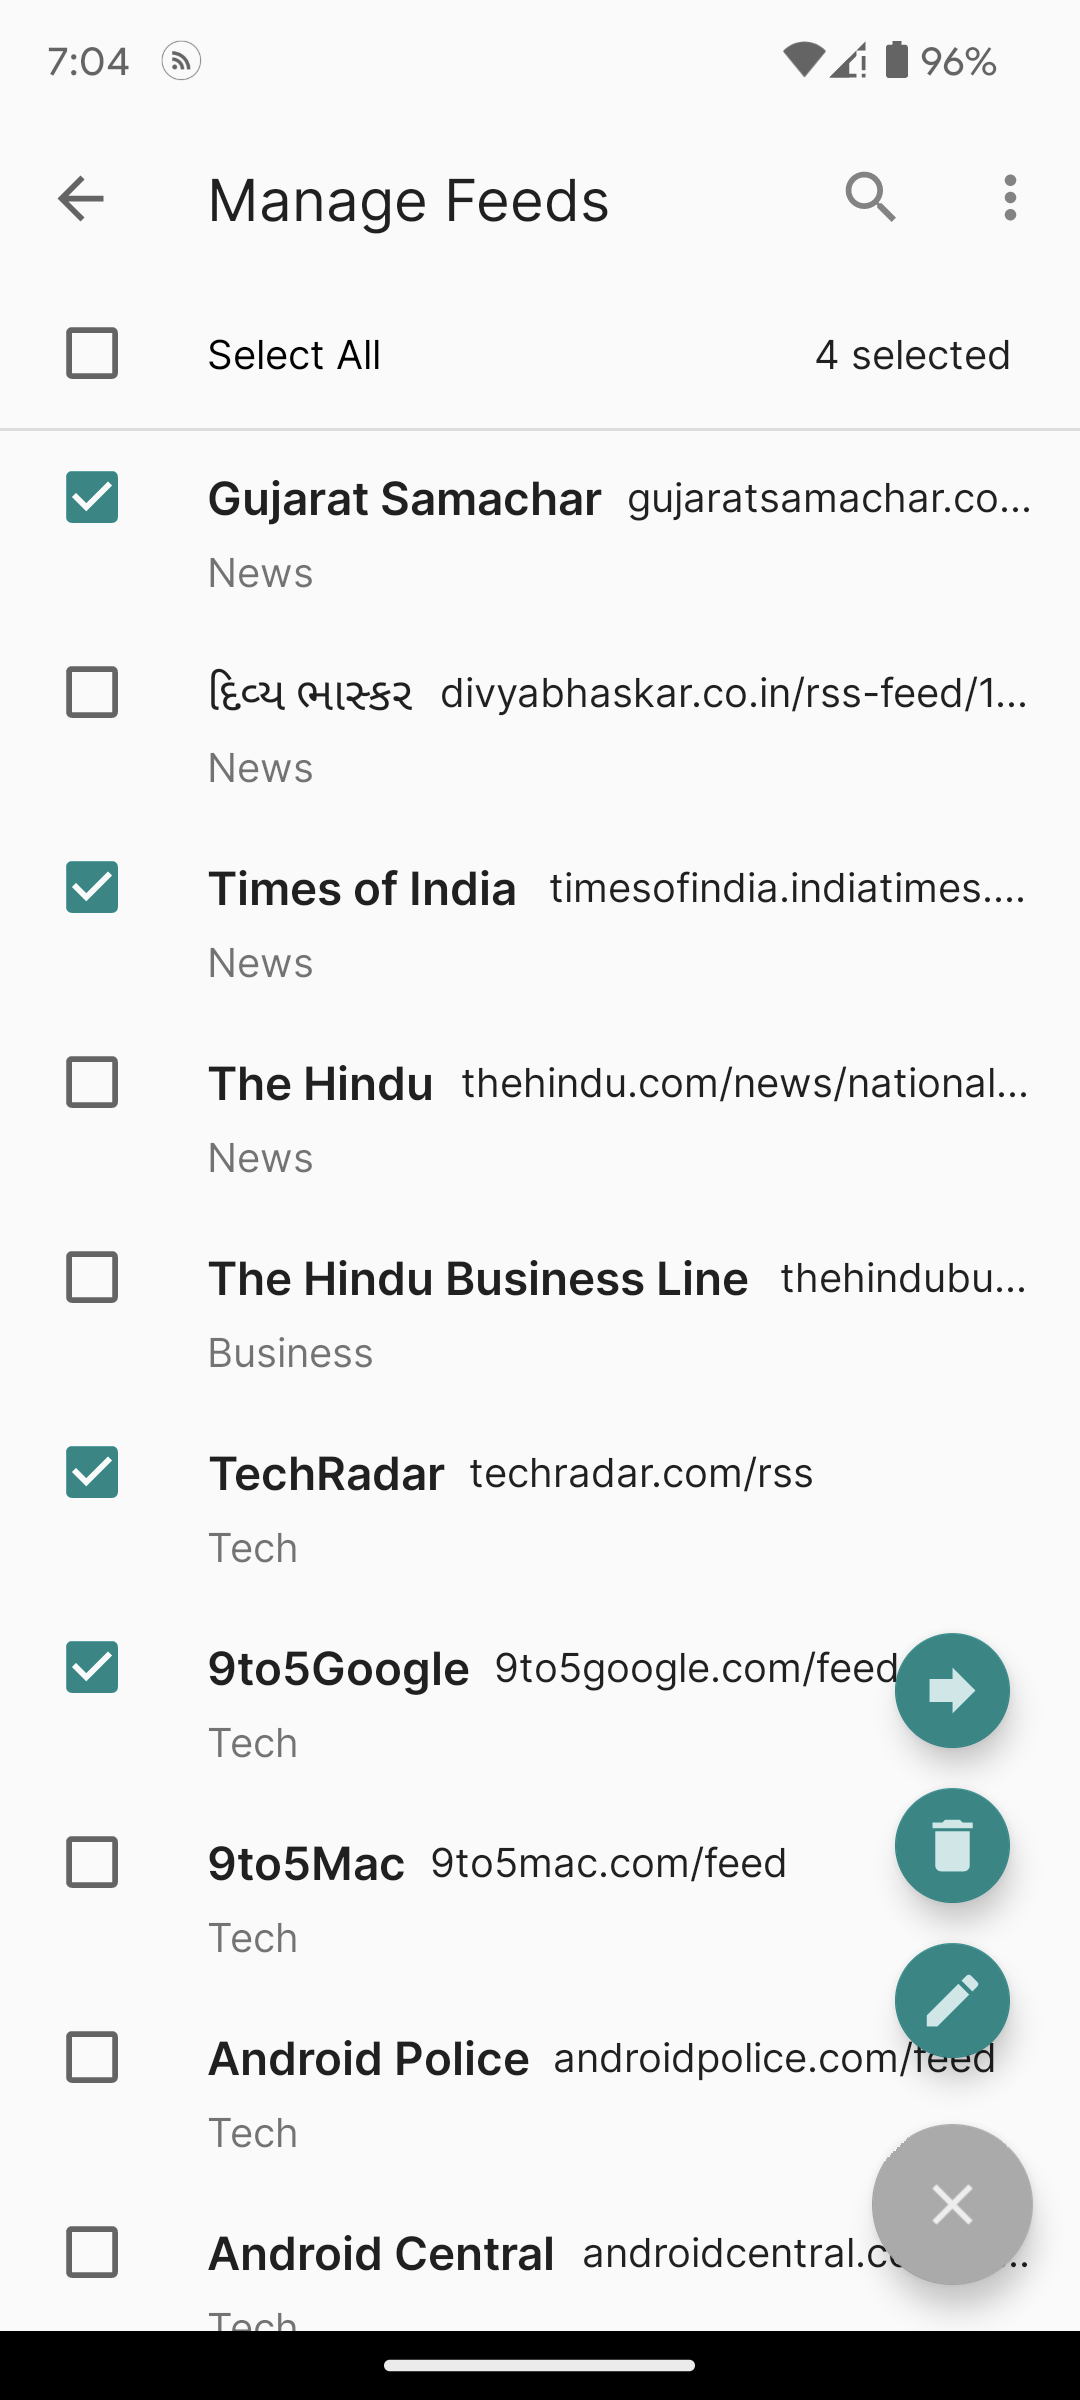 7:04 96%
Manage Feeds
Select All 4 selected
Gujarat Samachar gujaratsamachar.co...
News
દિવ્ય ભાસ્કર divyabhaskar.co.in/rss-feed/1...
News
Times of India timesofindia.indiatimes....
News
The Hindu thehindu.com/news/national...
News
The Hindu Business Line thehindubu...
Business
TechRadar techradar.com/rss
Tech
9to5Google 9to5google.com/feed
Tech
9to5Mac 9to5mac.com/feed
Tech
Android Police androidpolice.com/feed
Tech
Android Central
Tech